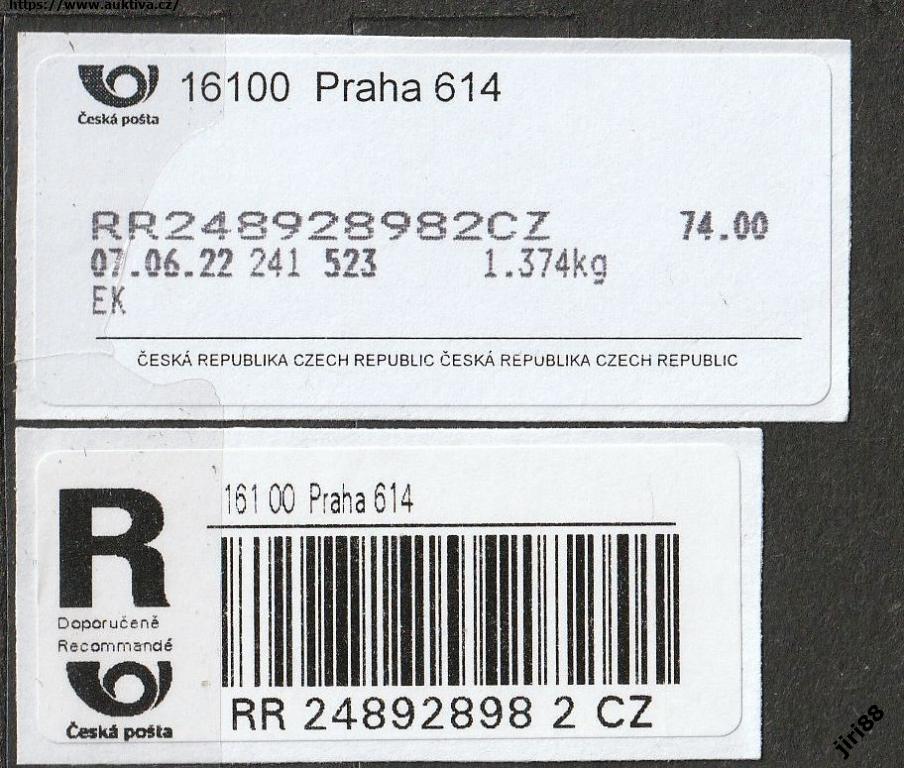 https://www.auktiva.cz/
16100 Praha 614
Česká pošta
RR248928982CZ 74.00
07.06.22 241 523 1.374kg
EK
ČESKÁ REPUBLIKA CZECH REPUBLIC ČESKÁ REPUBLIKA CZECH REPUBLIC
161 00 Praha 614
R
Doporučeně
Recommandé
Česká pošta
RR 24892898 2 CZ
jiri88